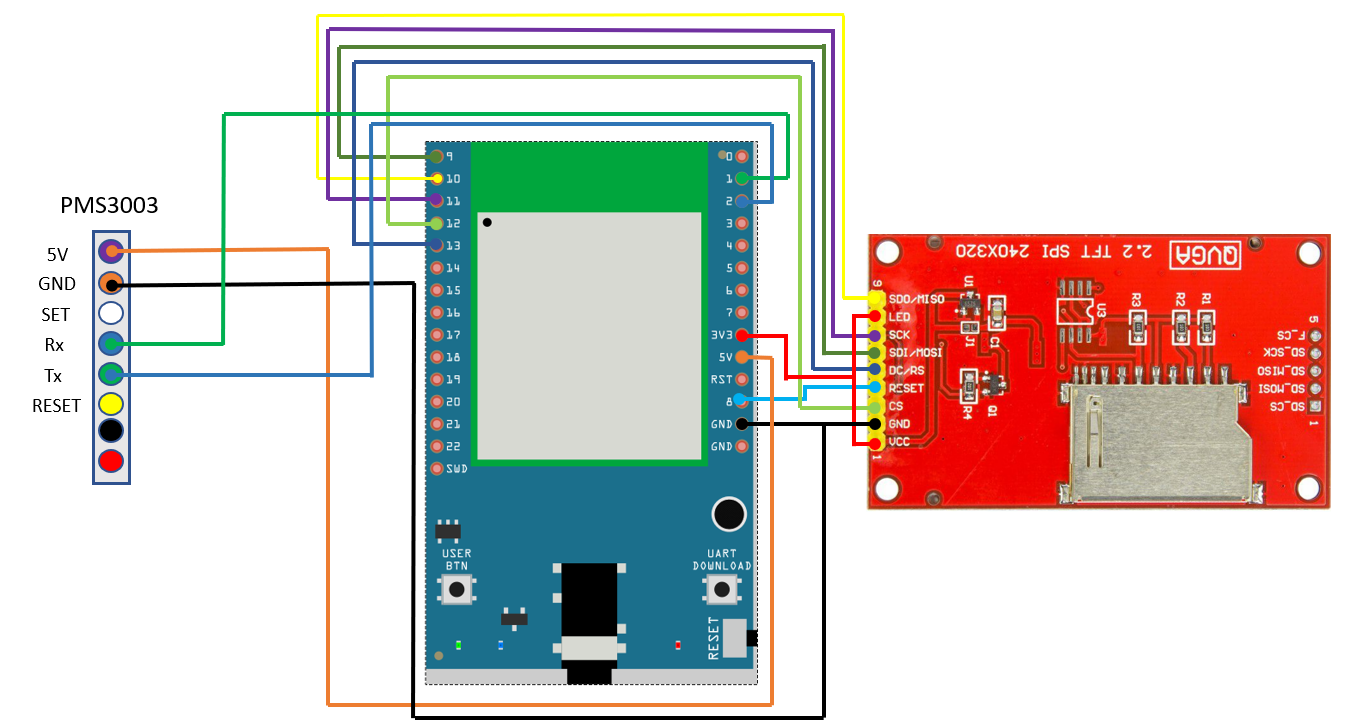 PMS3003
5V
GND
SET
Rx
Tx
RESET
9
10
11
12
13
14
15
16
17
18
19
20
21
22
SWD
0
1
2
3
4
5
6
7
3V3
5V
RST
8
GND
GND
USER
BTN
UART
DOWNLOAD
RESET
9
SDO/MISO
LED
SCK
SDI/MOSI
DC/RS
RESET
CS
GND
VCC
1
2.2 TFT SPI 240X320
QVGA
U1
J1
C1
R4
Q1
U3
R3
R2
R1
5
F_CS
SD_SCK
SD_MISO
SD_MOSI
SD_CS
1